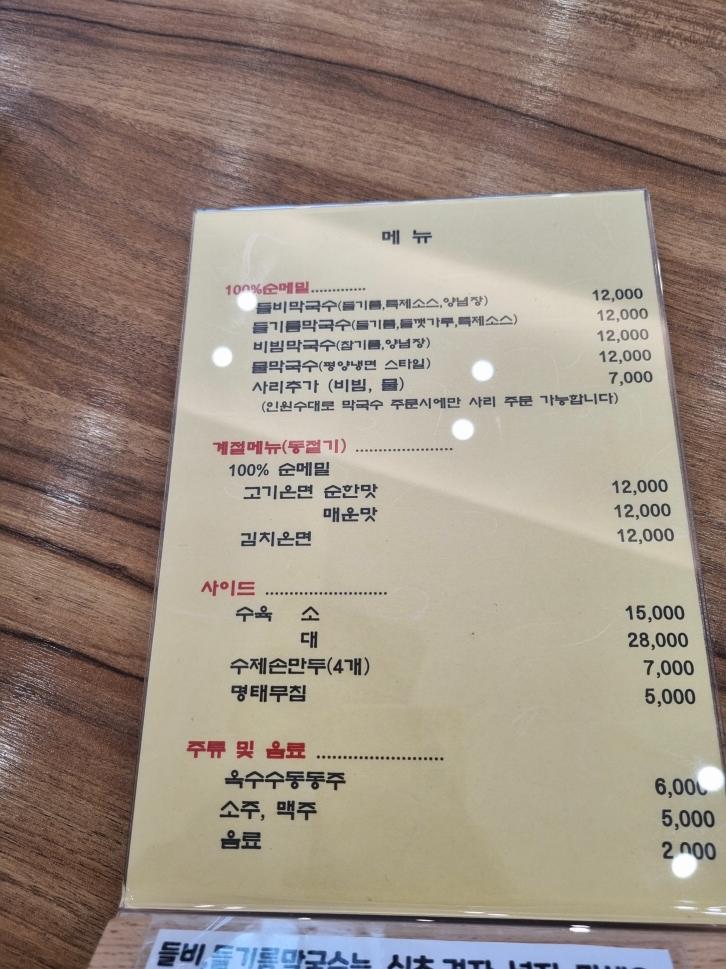 메 뉴
100%순메밀.............
들비막국수(들기름,특제소스,양념장) 12,000
들기름막국수(들기름,들깻가루,특제소스) 12,000
비빔막국수(참기름,양념장) 12,000
물막국수(평양냉면 스타일) 12,000
사리추가 (비빔, 물) 7,000
(인원수대로 막국수 주문시에만 사리 주문 가능합니다)
계절메뉴(동절기) ......................
100% 순메밀
고기온면 순한맛 12,000
매운맛 12,000
김치온면 12,000
사이드 ...........................
수육 소 15,000
대 28,000
수제손만두(4개) 7,000
명태무침 5,000
주류 및 음료 ............................
옥수수동동주 6,000
소주, 맥주 5,000
음료 2,000
들비,들기름막국수는